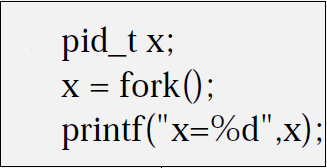 pid_t x;
x = fork();
printf("x=%d",x);